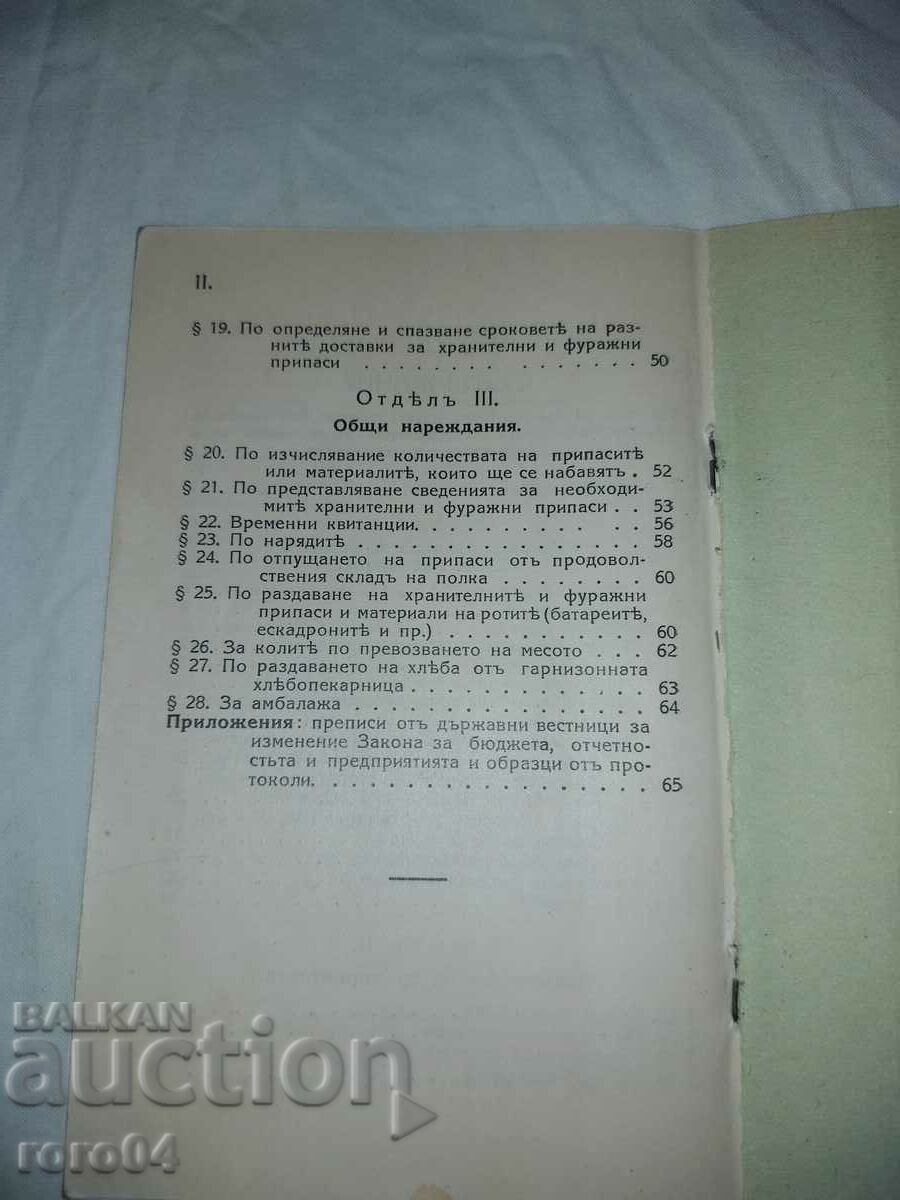 II.
§ 19. По определяне и спазване сроковетѣ на раз-
нитѣ доставки за хранителни и фуражни
припаси . . . . . . . . . . . . . . . 50
Отдѣлъ III.
Общи нареждания.
§ 20. По изчисляване количествата на припаситѣ
или материалитѣ, които ще се набавятъ . 52
§ 21. По представляване сведенията за необходи-
митѣ хранителни и фуражни припаси . . 53
§ 22. Временни квитанции. . . . . . . . . . . 56
§ 23. По нарядитѣ . . . . . . . . . . . . . . . 58
§ 24. По отпущането на припаси отъ продовол-
ствения складъ на полка . . . . . . . . 60
§ 25. По раздаване на хранителнитѣ и фуражни
припаси и материали на ротитѣ (батареитѣ,
ескадронитѣ и пр.) . . . . . . . . . . . 60
§ 26. За колитѣ по превозването на месото . . . 62
§ 27. По раздаването на хлѣба отъ гарнизонната
хлѣбопекарница . . . . . . . . . . . . . 63
§ 28. За амбалажа . . . . . . . . . . . . . . . . 64
Приложения: преписи отъ държавни вестници за
изменение Закона за бюджета, отчетно-
стьта и предприятията и образци отъ про-
токоли. . . . . . . . . . . . . . . . . . 65
BALKAN
auction
roro04